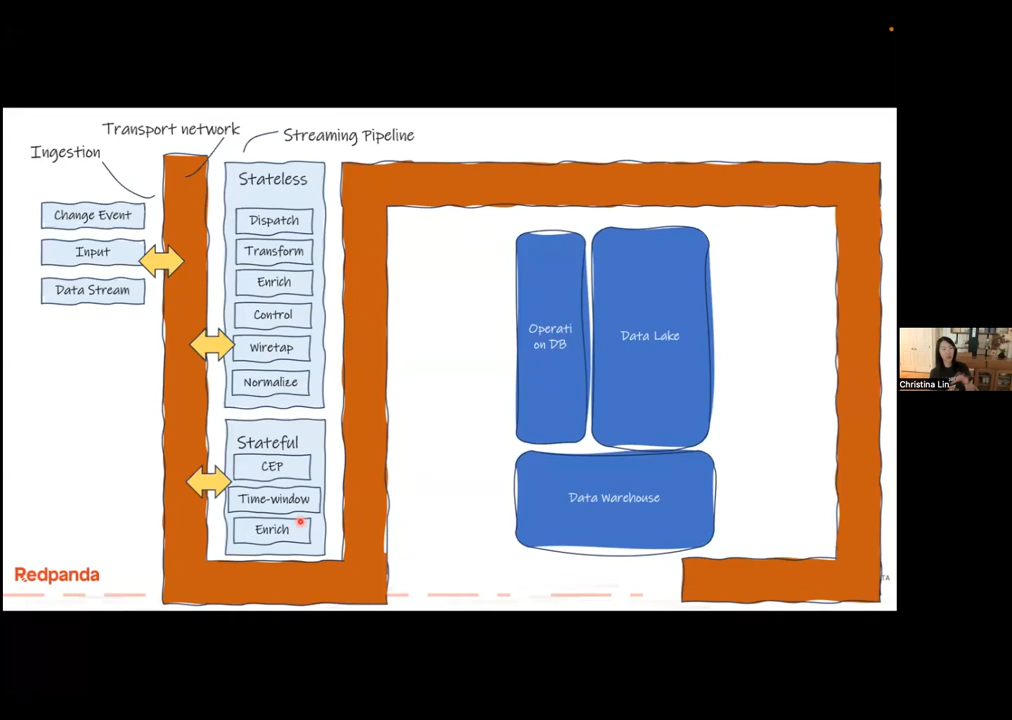 Transport network
Streaming Pipeline
Ingestion
Change Event
Input
Data Stream
Stateless
Dispatch
Transform
Enrich
Control
Wiretap
Normalize
Stateful
CEP
Time-window
Enrich
Operati
on DB
Data Lake
Data Warehouse
Redpanda
TA
Christina Lin